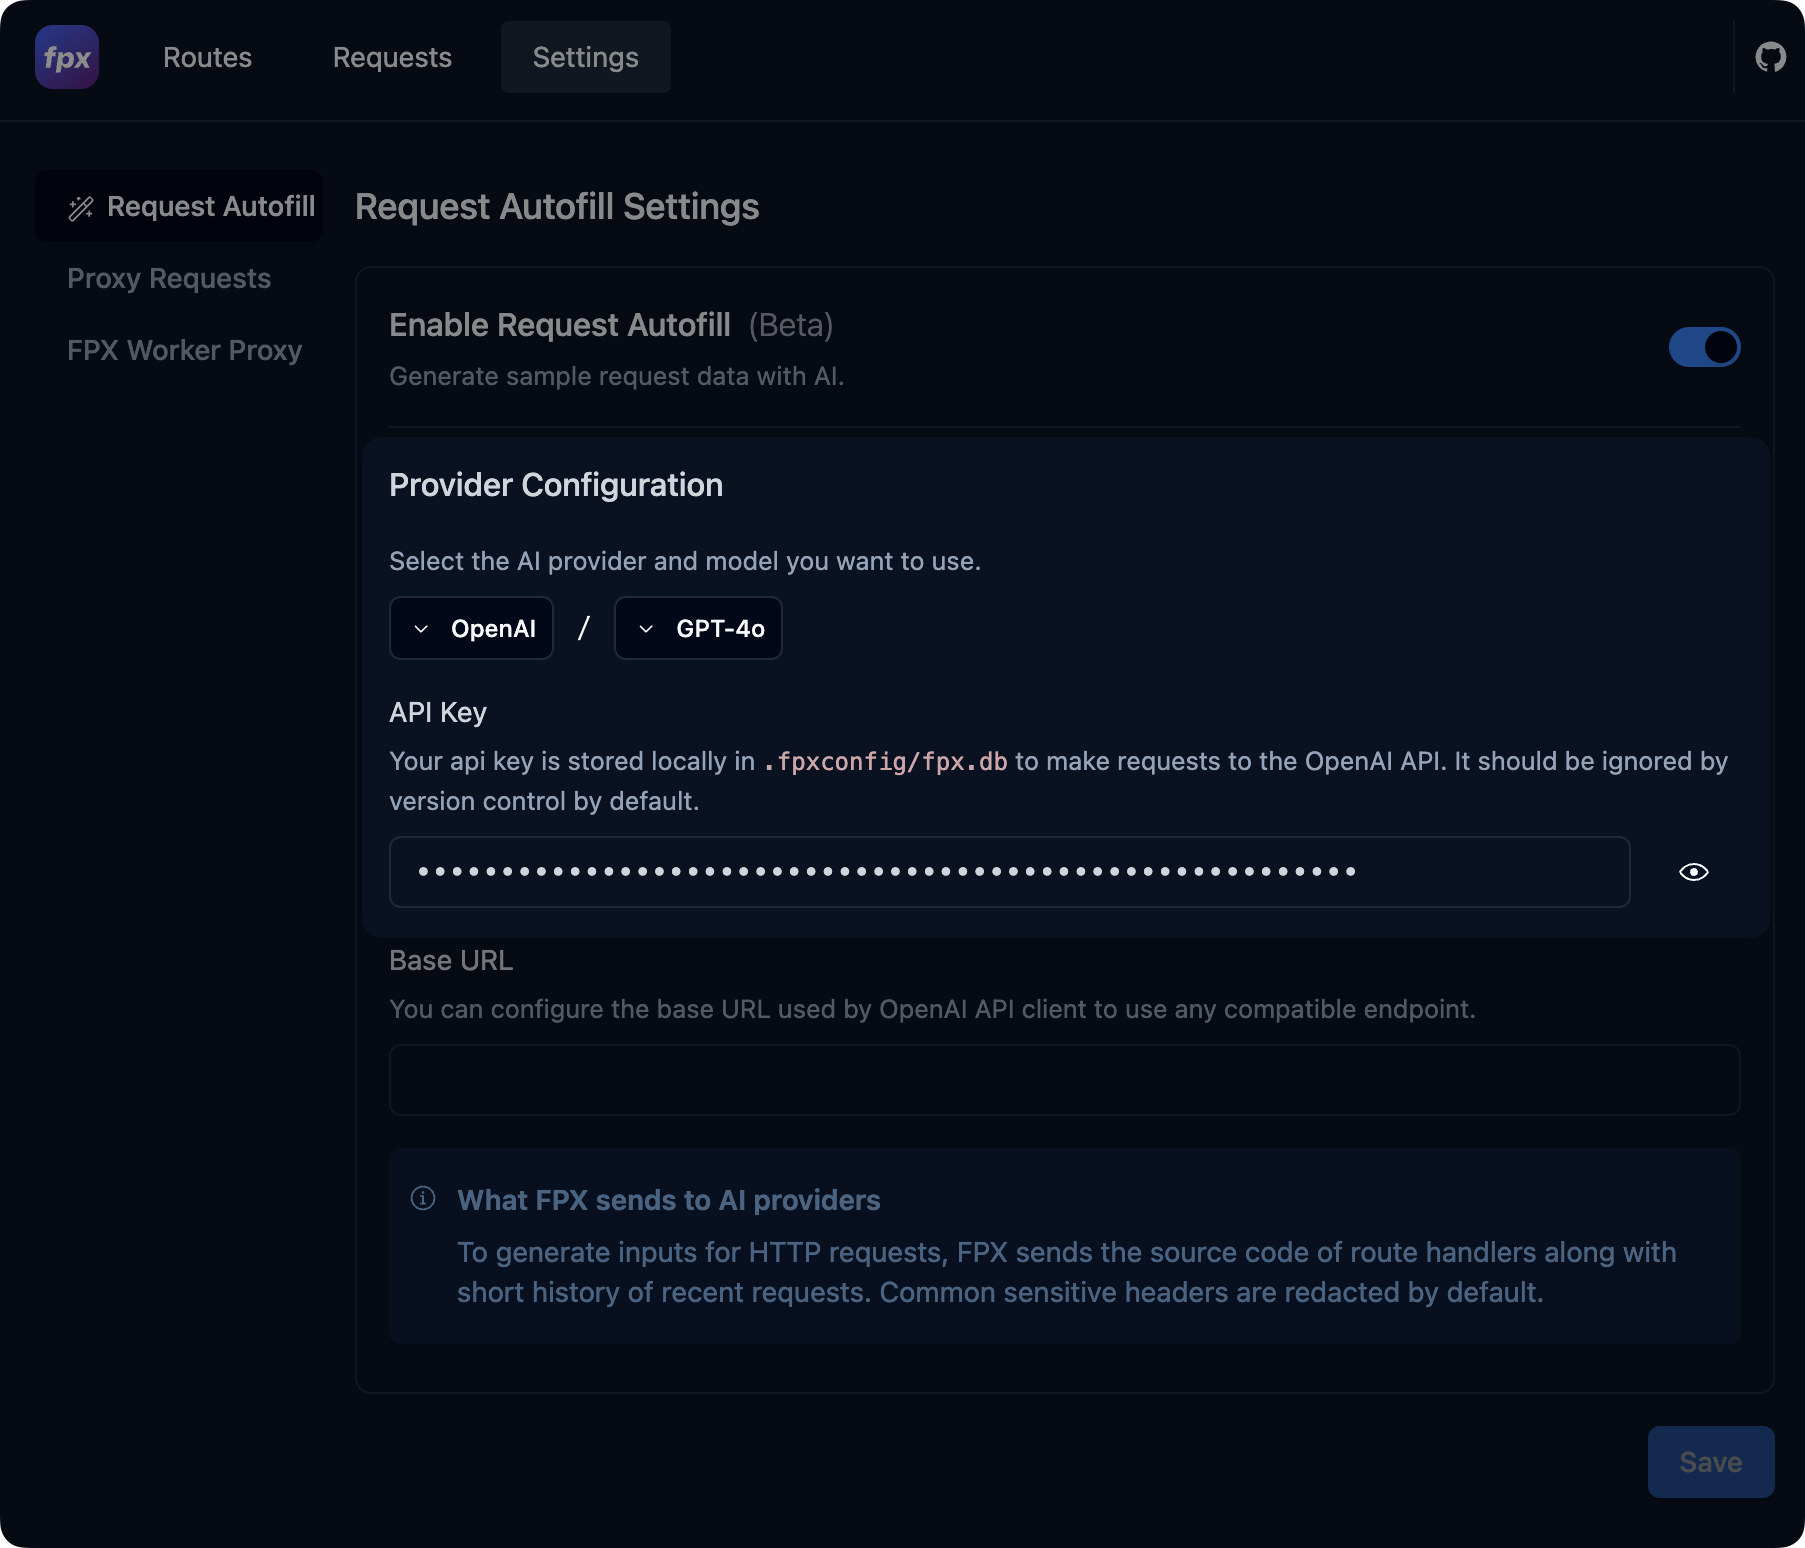 fpx
Routes
Requests
Settings
Request Autofill
Proxy Requests
FPX Worker Proxy
Request Autofill Settings
Enable Request Autofill (Beta)
Generate sample request data with AI.
Provider Configuration
Select the AI provider and model you want to use.
OpenAI / GPT-4o
API Key
Your api key is stored locally in .fpxconfig/fpx.db to make requests to the OpenAI API. It should be ignored by
version control by default.
Base URL
You can configure the base URL used by OpenAI API client to use any compatible endpoint.
What FPX sends to AI providers
To generate inputs for HTTP requests, FPX sends the source code of route handlers along with
short history of recent requests. Common sensitive headers are redacted by default.
Save